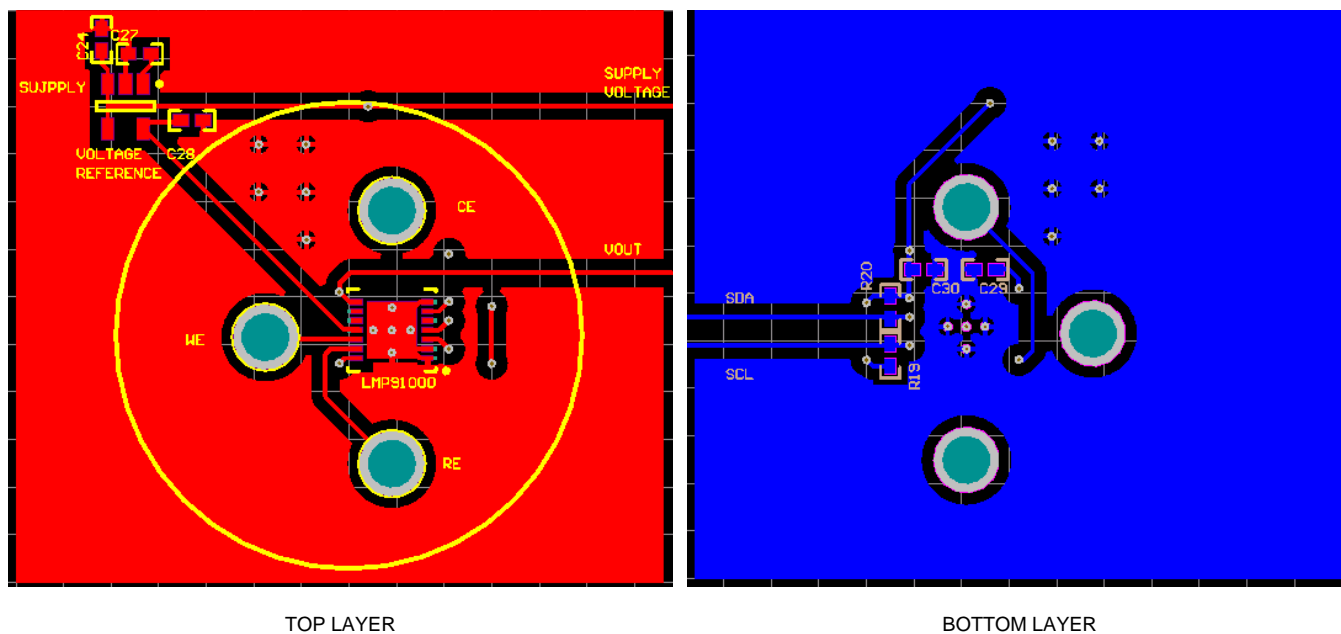 C24
C27
SUJPPLY
SUPPLY
VOLTAGE
C28
VOLTAGE
REFERENCE
CE
VOUT
WE
LMP91000
RE
R20
C30
C29
SDA
SCL
R19
TOP LAYER
BOTTOM LAYER